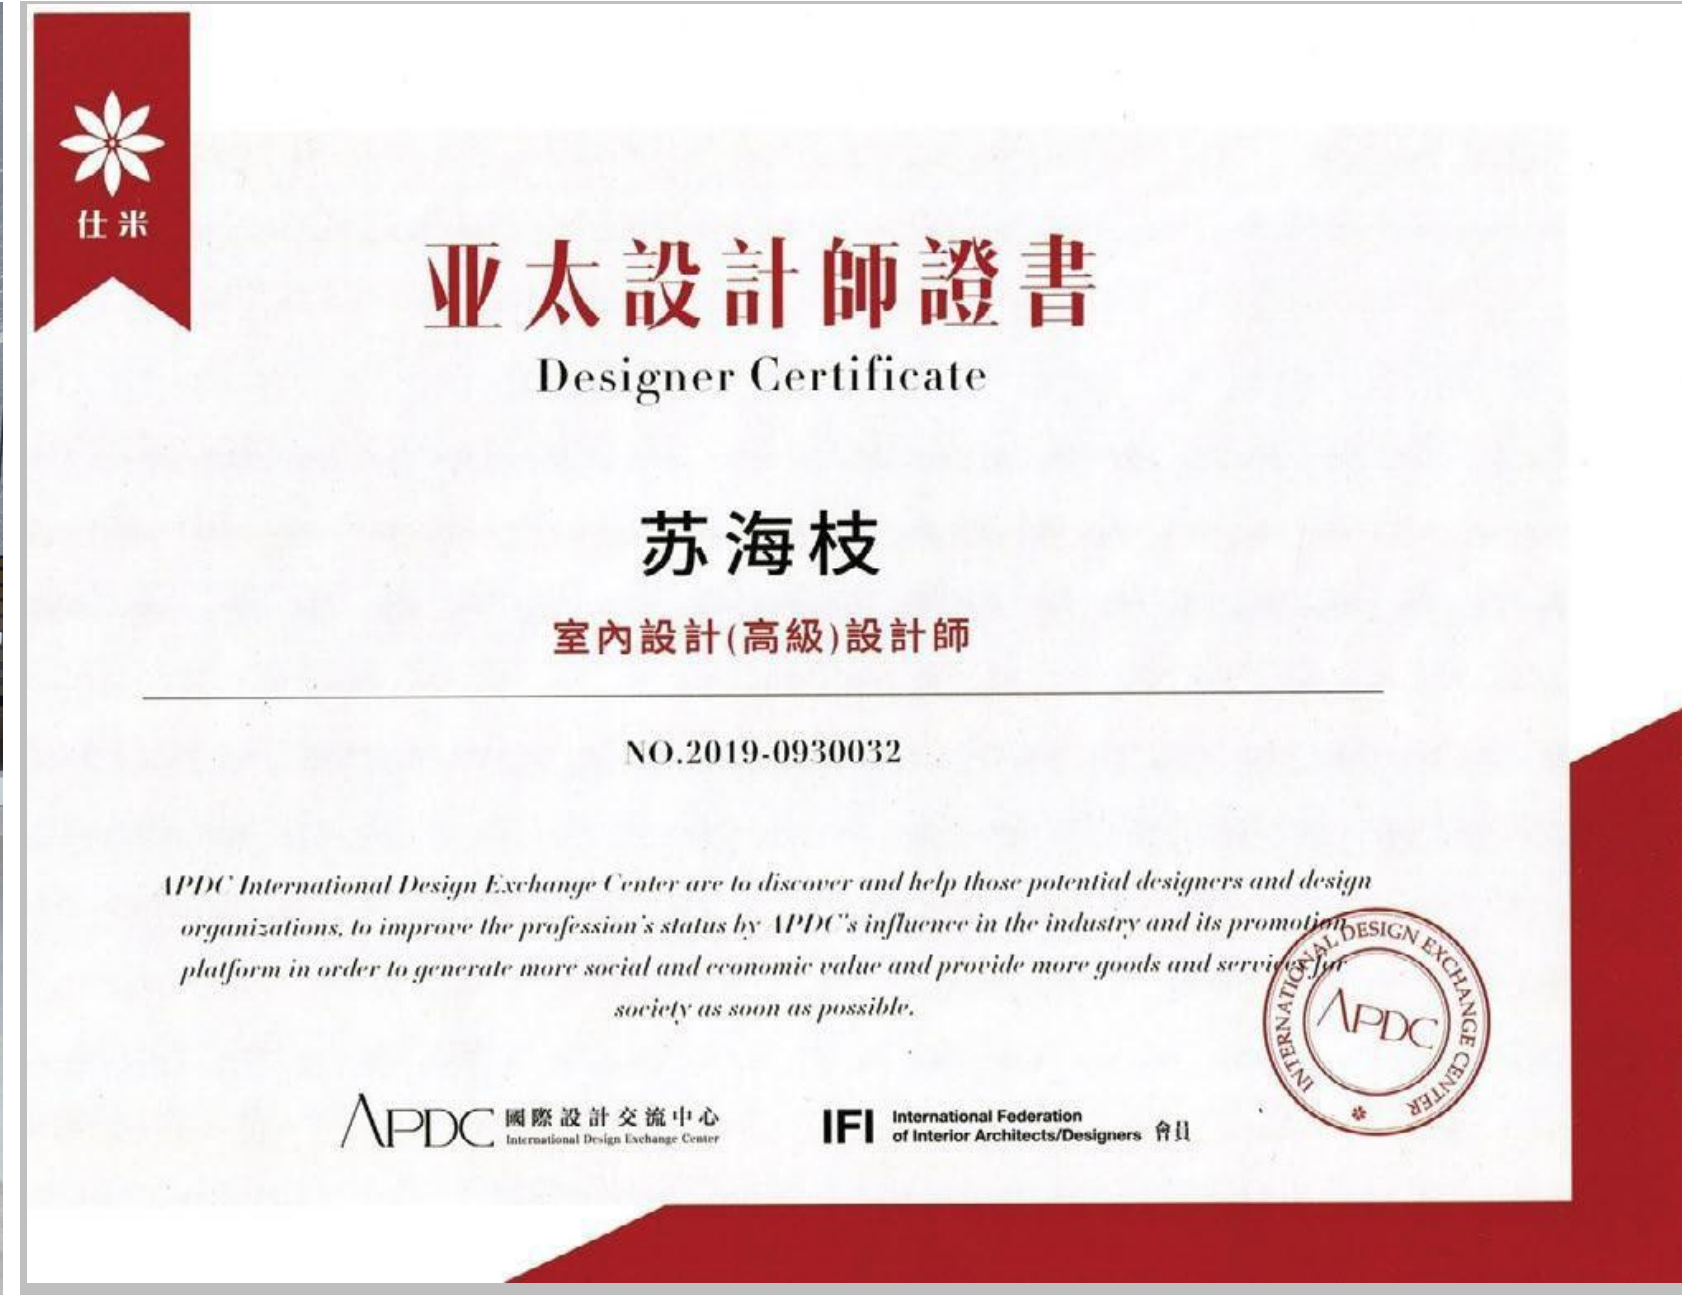 仕米
亚太設計師證書
Designer Certificate
苏海枝
室內設計(高級)設計師
NO.2019-0930032
APDC International Design Exchange Center are to discover and help those potential designers and design
organizations, to improve the profession's status by APDC's influence in the industry and its promotion
platform in order to generate more social and economic value and provide more goods and services for
society as soon as possible.
INTERNATIONAL DESIGN EXCHANGE CENTER
APDC
APDC 國際設計交流中心
International Design Exchange Center
IFI International Federation
of Interior Architects/Designers 會員